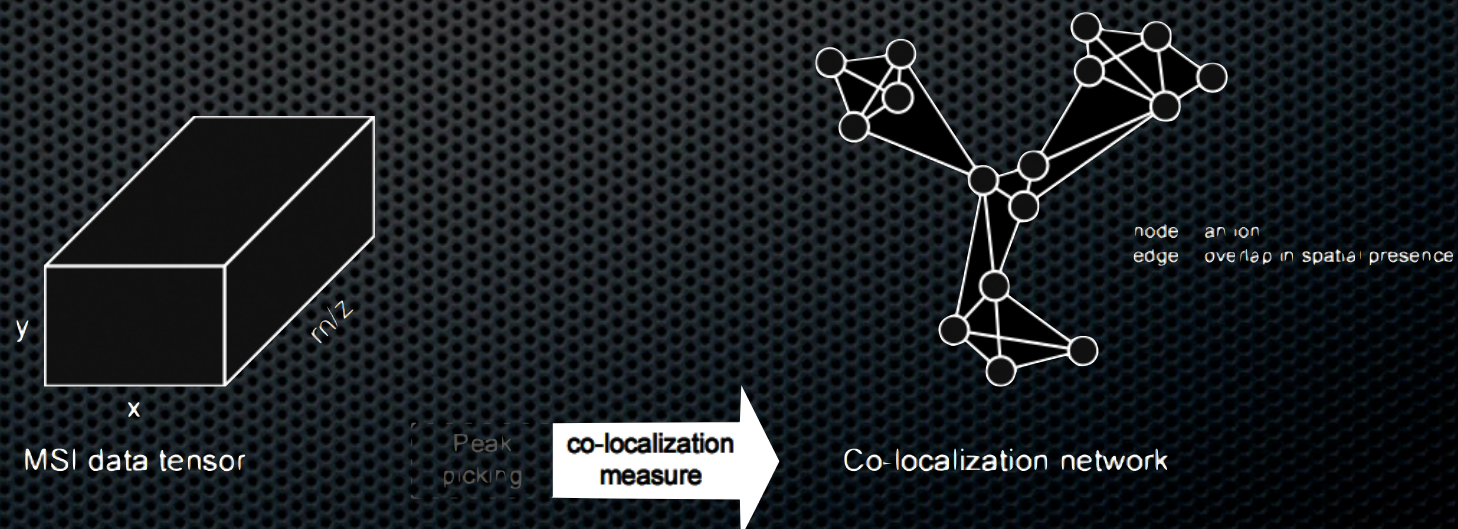 y
m/z
x
MSI data tensor
Peak
picking
co-localization
measure
Co-localization network
node an ion
edge overlap in spatial presence